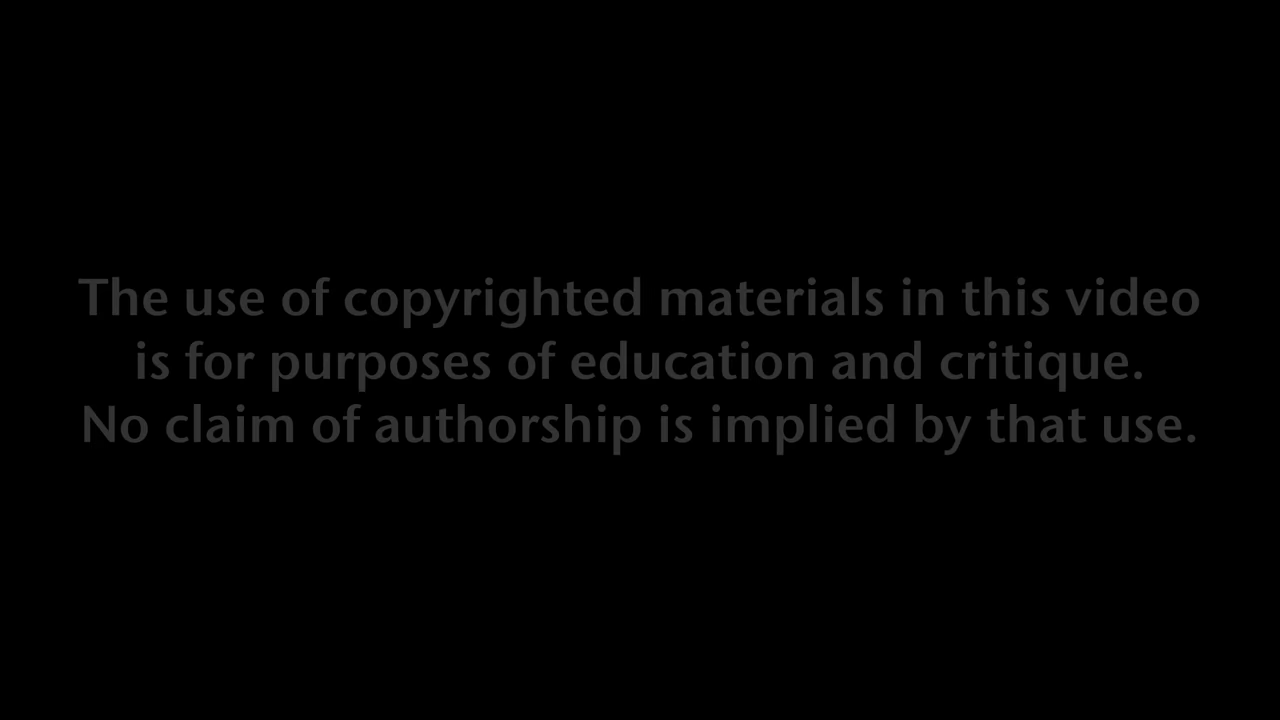 The use of copyrighted materials in this video
is for purposes of education and critique.
No claim of authorship is implied by that use.